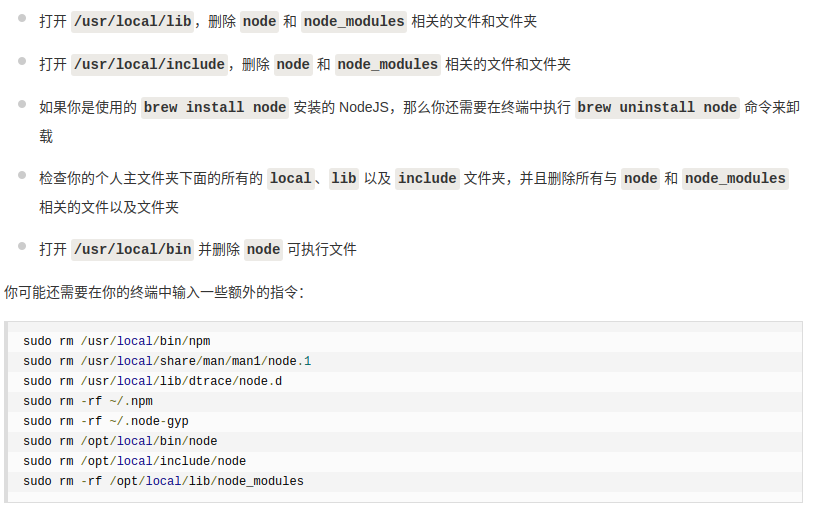 打开 /usr/local/lib，删除 node 和 node_modules 相关的文件和文件夹
打开 /usr/local/include，删除 node 和 node_modules 相关的文件和文件夹
如果你是使用的 brew install node 安装的 NodeJS，那么你还需要在终端中执行 brew uninstall node 命令来卸
载
检查你的个人主文件夹下面的所有的 local、lib 以及 include 文件夹，并且删除所有与 node 和 node_modules
相关的文件以及文件夹
打开 /usr/local/bin 并删除 node 可执行文件
你可能还需要在你的终端中输入一些额外的指令：
sudo rm /usr/local/bin/npm
sudo rm /usr/local/share/man/man1/node.1
sudo rm /usr/local/lib/dtrace/node.d
sudo rm -rf ~/.npm
sudo rm -rf ~/.node-gyp
sudo rm /opt/local/bin/node
sudo rm /opt/local/include/node
sudo rm -rf /opt/local/lib/node_modules